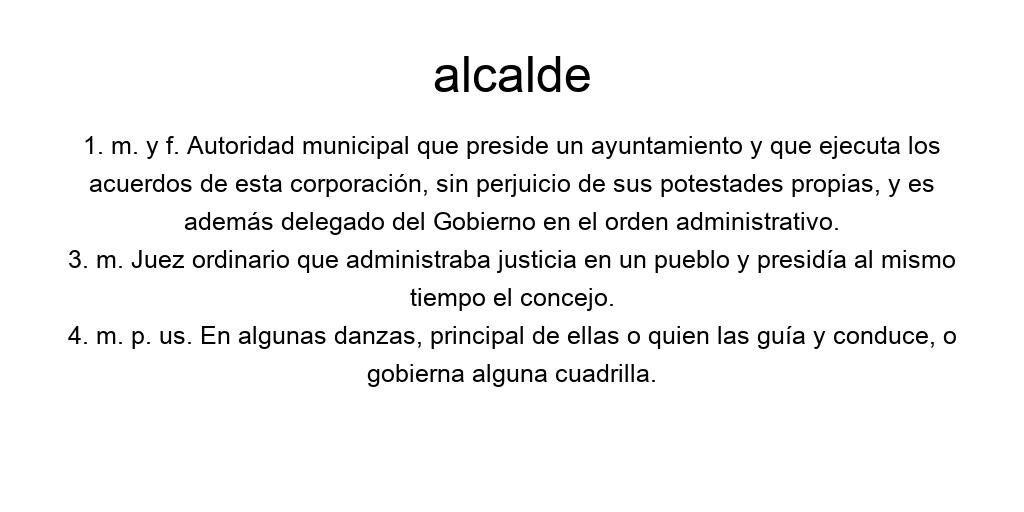 alcalde
1. m. y f. Autoridad municipal que preside un ayuntamiento y que ejecuta los
acuerdos de esta corporación, sin perjuicio de sus potestades propias, y es
además delegado del Gobierno en el orden administrativo.
3. m. Juez ordinario que administraba justicia en un pueblo y presidía al mismo
tiempo el concejo.
4. m. p. us. En algunas danzas, principal de ellas o quien las guía y conduce, o
gobierna alguna cuadrilla.